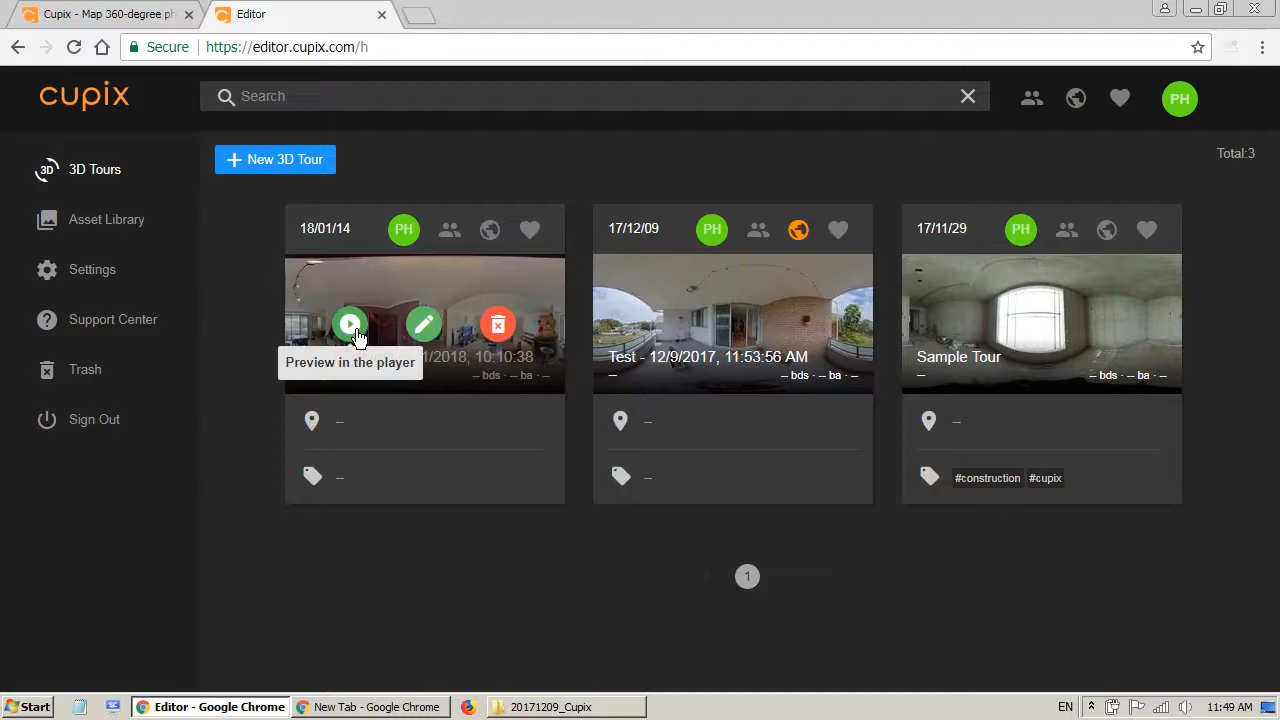 Cupix - Map 360-degree ph
Editor
Secure
https://editor.cupix.com/h
cupix
Search
PH
3D
3D Tours
Asset Library
Settings
Support Center
Trash
Sign Out
+ New 3D Tour
Total:3
18/01/14
PH
1/2018, 10:10:38
-- bds · -- ba · --
Preview in the player
--
--
17/12/09
PH
Test - 12/9/2017, 11:53:56 AM
-- -- bds · -- ba · --
--
--
17/11/29
PH
Sample Tour
-- -- bds · -- ba · --
--
#construction #cupix
1
Start
Editor - Google Chrome
New Tab - Google Chrome
20171209_Cupix
EN
11:49 AM